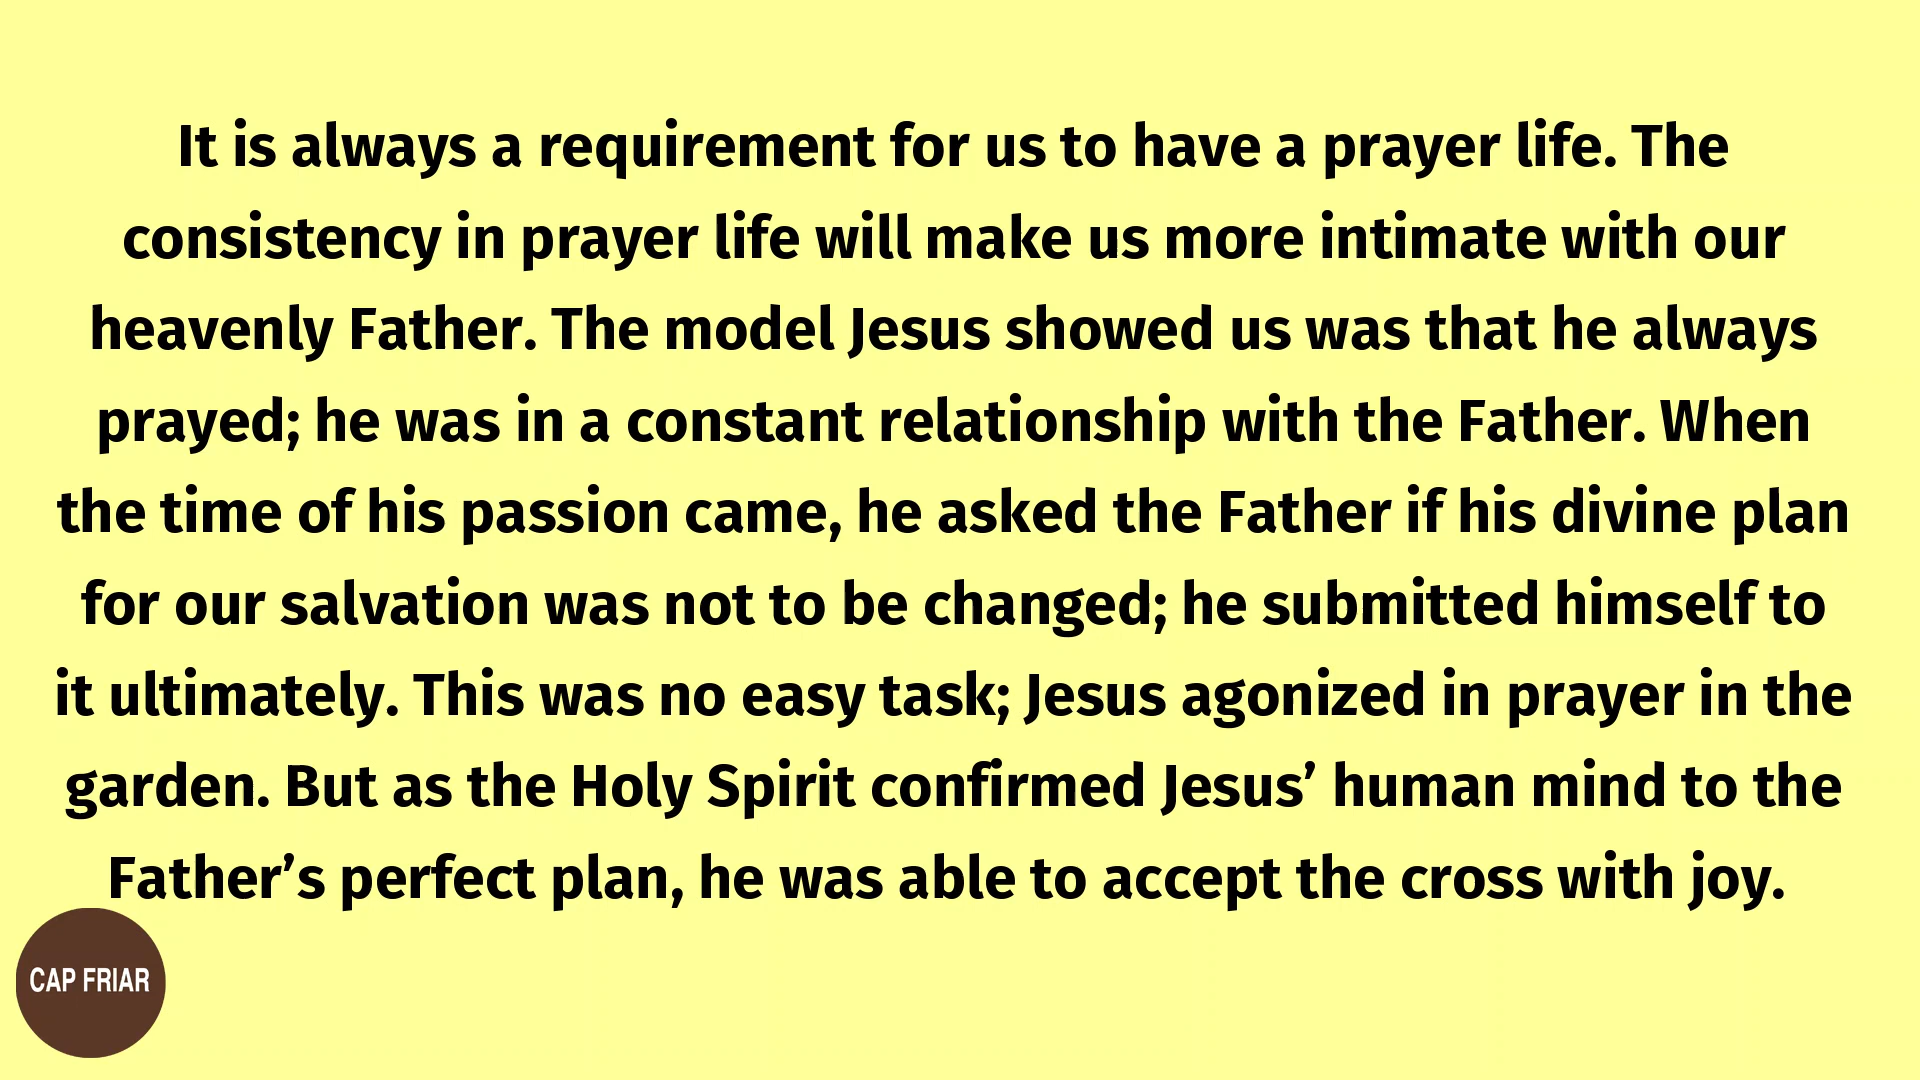 It is always a requirement for us to have a prayer life. The
consistency in prayer life will make us more intimate with our
heavenly Father. The model Jesus showed us was that he always
prayed; he was in a constant relationship with the Father. When
the time of his passion came, he asked the Father if his divine plan
for our salvation was not to be changed; he submitted himself to
it ultimately. This was no easy task; Jesus agonized in prayer in the
garden. But as the Holy Spirit confirmed Jesus’ human mind to the
Father’s perfect plan, he was able to accept the cross with joy.
CAP FRIAR